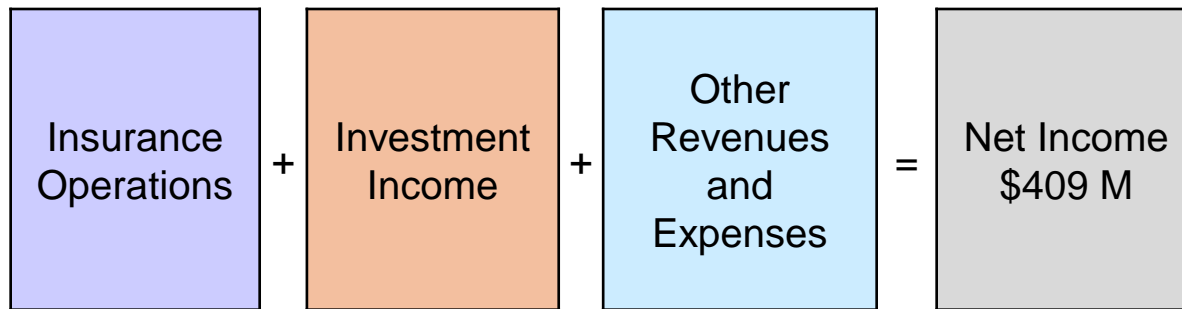 Insurance
Operations
+
Investment
Income
+
Other
Revenues
and
Expenses
=
Net Income
$409 M